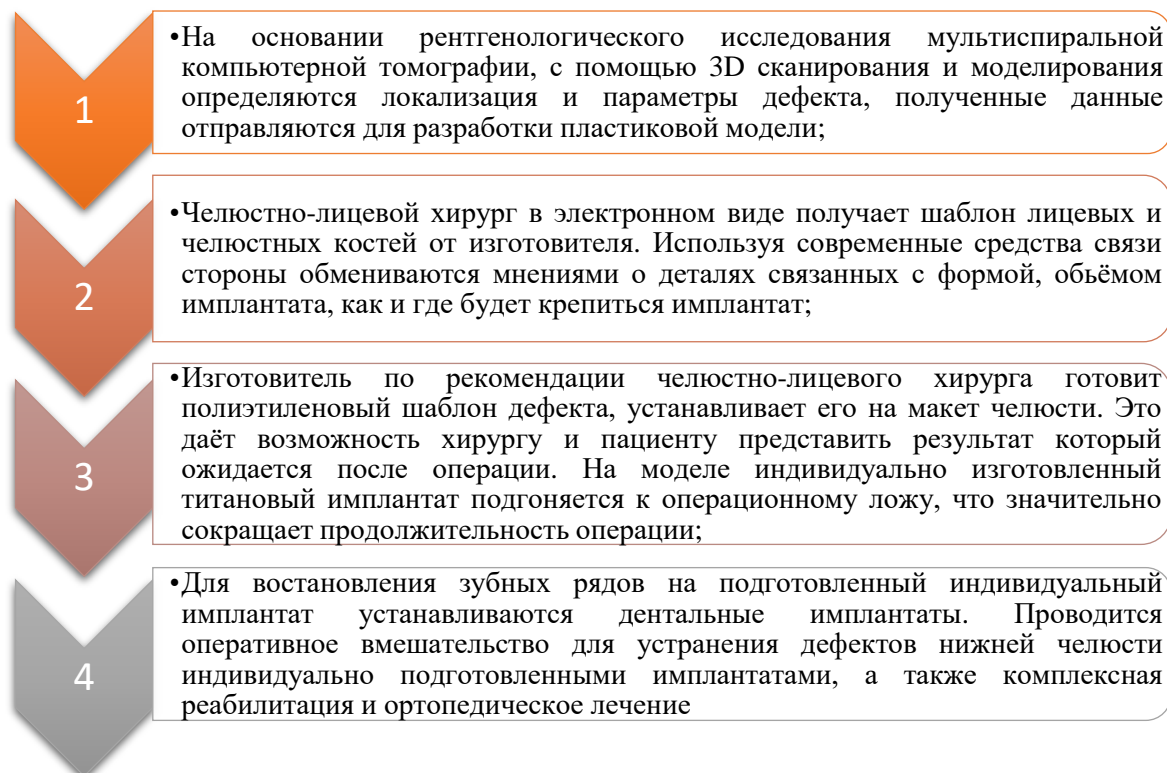 1
•На основании рентгенологического исследования мультиспиральной
компьютерной томографии, с помощью 3D сканирования и моделирования
определяются локализация и параметры дефекта, полученные данные
отправляются для разработки пластиковой модели;
2
•Челюстно-лицевой хирург в электронном виде получает шаблон лицевых и
челюстных костей от изготовителя. Используя современные средства связи
стороны обмениваются мнениями о деталях связанных с формой, обьёмом
имплантата, как и где будет крепиться имплантат;
3
•Изготовитель по рекомендации челюстно-лицевого хирурга готовит
полиэтиленовый шаблон дефекта, устанавливает его на макет челюсти. Это
даёт возможность хирургу и пациенту представить результат который
ожидается после операции. На моделе индивидуально изготовленный
титановый имплантат подгоняется к операционному ложу, что значительно
сокращает продолжительность операции;
4
•Для востановления зубных рядов на подготовленный индивидуальный
имплантат устанавливаются дентальные имплантаты. Проводится
оперативное вмешательство для устранения дефектов нижней челюсти
индивидуально подготовленными имплантатами, а также комплексная
реабилитация и ортопедическое лечение